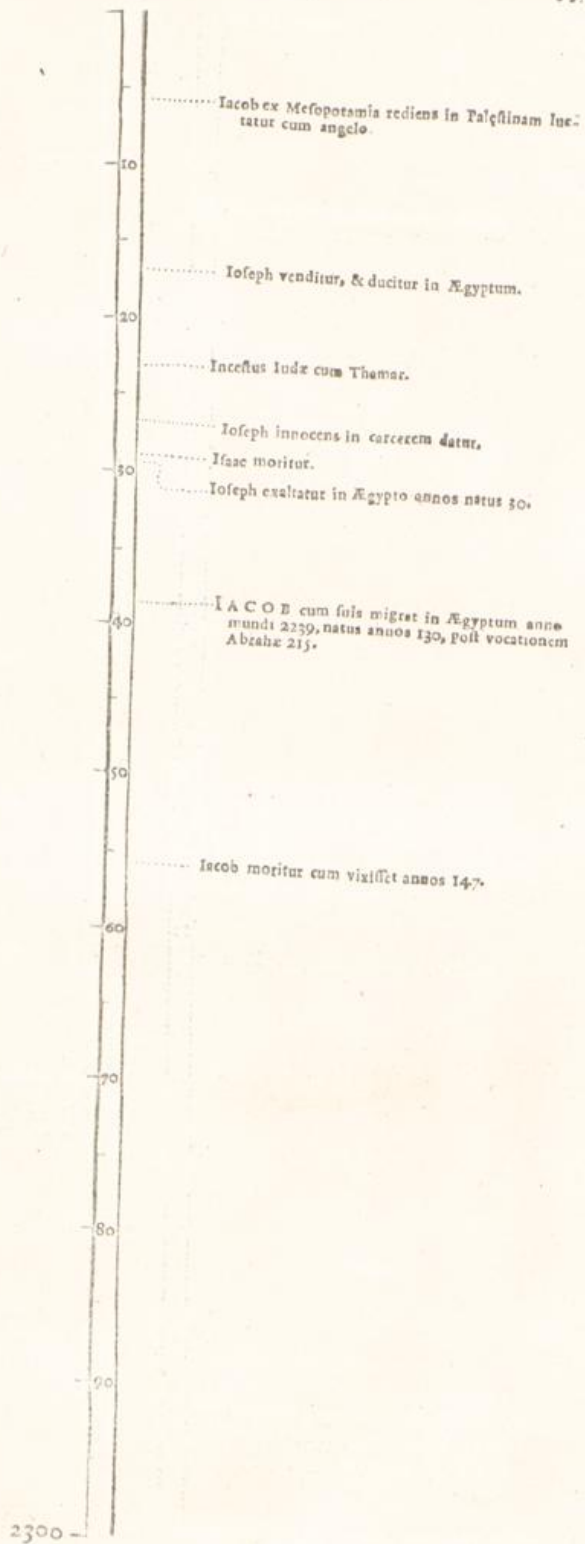 Iacob ex Meſopotamia rediens in Palęſtinam luc-
tatur cum angelo.
10
Ioſeph venditur, & ducitur in Ægyptum.
20
Inceſtus Iudæ cum Thamar.
Ioſeph innocens in carcerem datur.
Iſaac moritur.
30
Ioſeph exaltatur in Ægypto annos natus 30.
IACOB cum ſuis migrat in Ægyptum anno
40
mundi 2239, natus annos 130, poſt vocationem
Abrahæ 215.
50
Iacob moritur cum vixiſſet annos 147.
60
70
80
90
2300